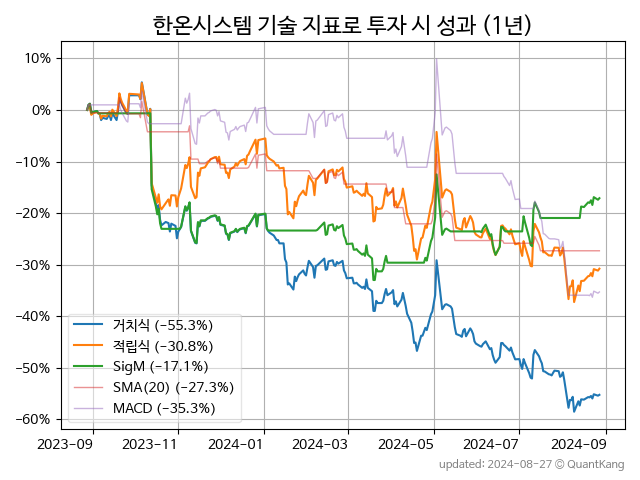 한온시스템 기술 지표로 투자 시 성과 (1년)
10%
0%
−10%
−20%
−30%
−40%
−50%
−60%
거치식 (−55.3%)
적립식 (−30.8%)
SigM (−17.1%)
SMA(20) (−27.3%)
MACD (−35.3%)
2023-09 2023-11 2024-01 2024-03 2024-05 2024-07 2024-09
updated: 2024-08-27 © QuantKang